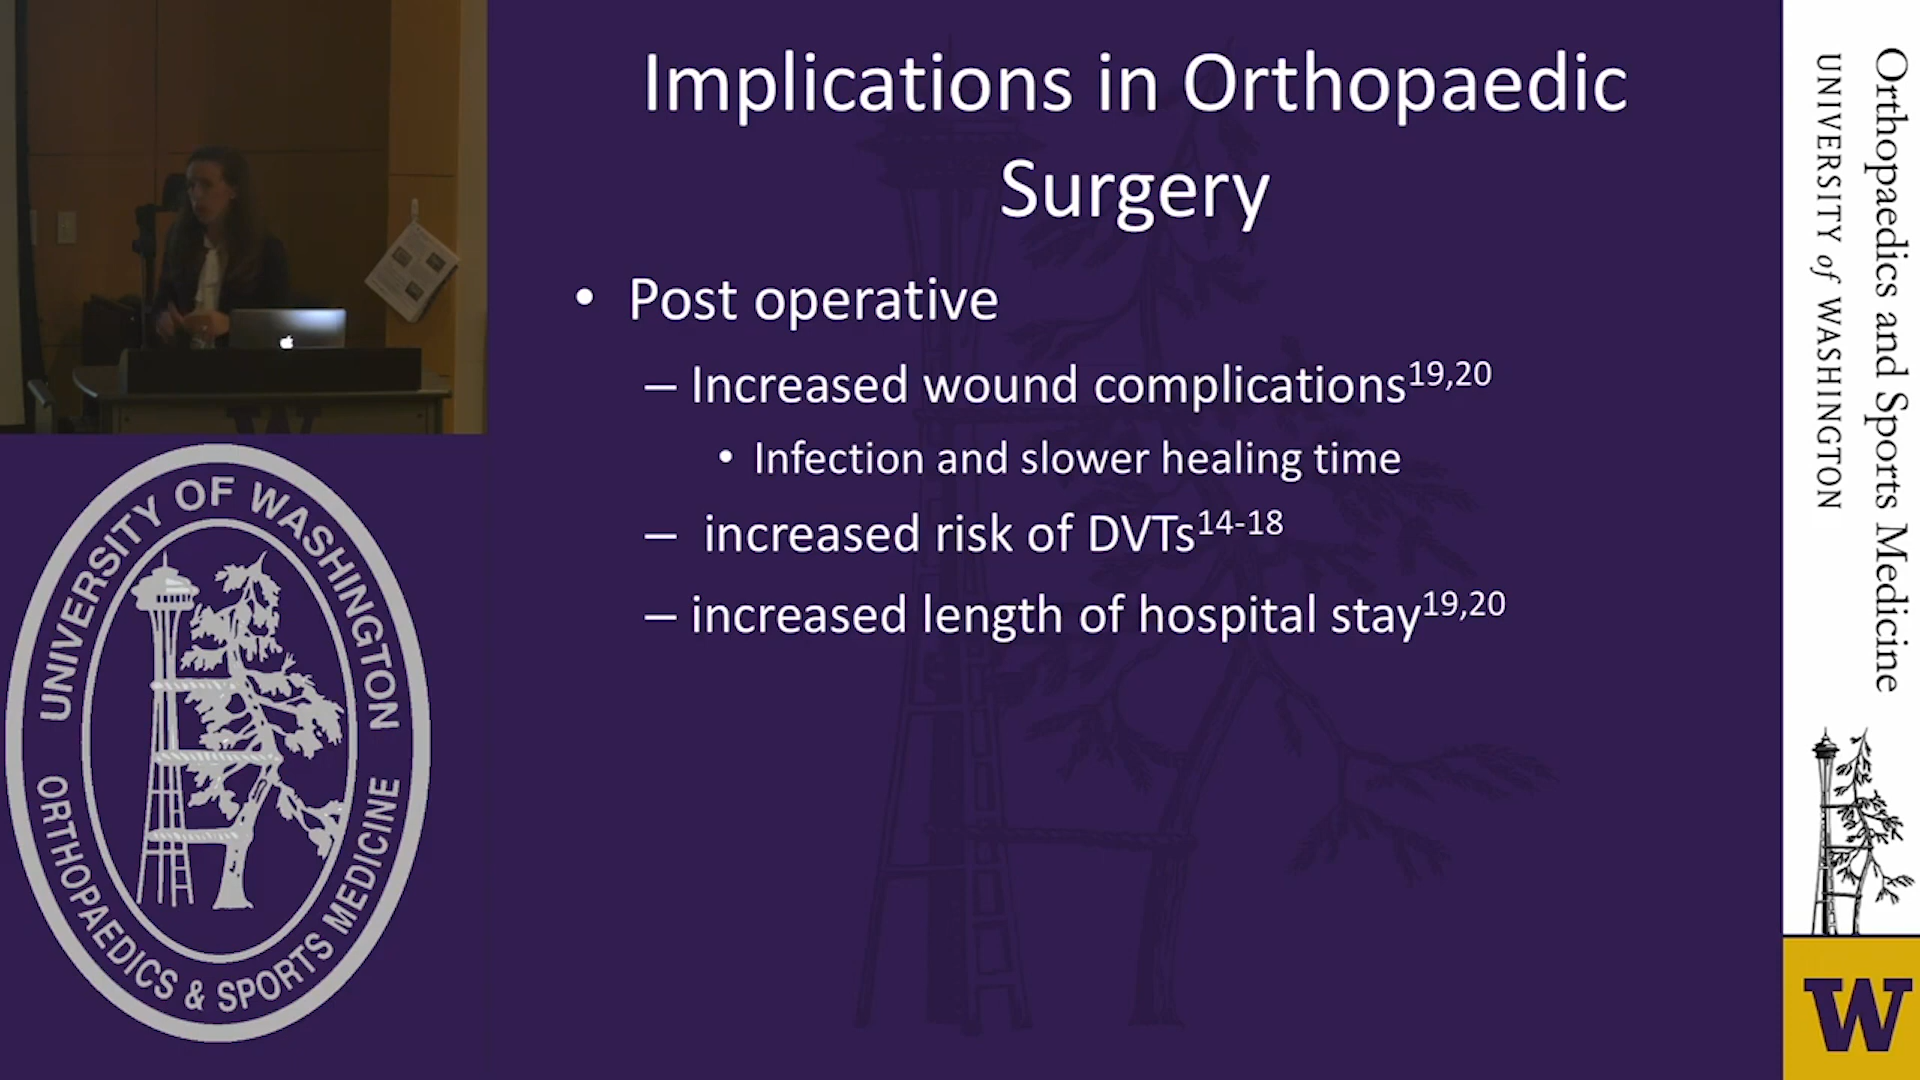 Implications in Orthopaedic
Surgery
• Post operative
– Increased wound complications19,20
• Infection and slower healing time
– increased risk of DVTs14-18
– increased length of hospital stay19,20
UNIVERSITY OF WASHINGTON
ORTHOPAEDICS & SPORTS MEDICINE
Orthopaedics and Sports Medicine
UNIVERSITY of WASHINGTON
W